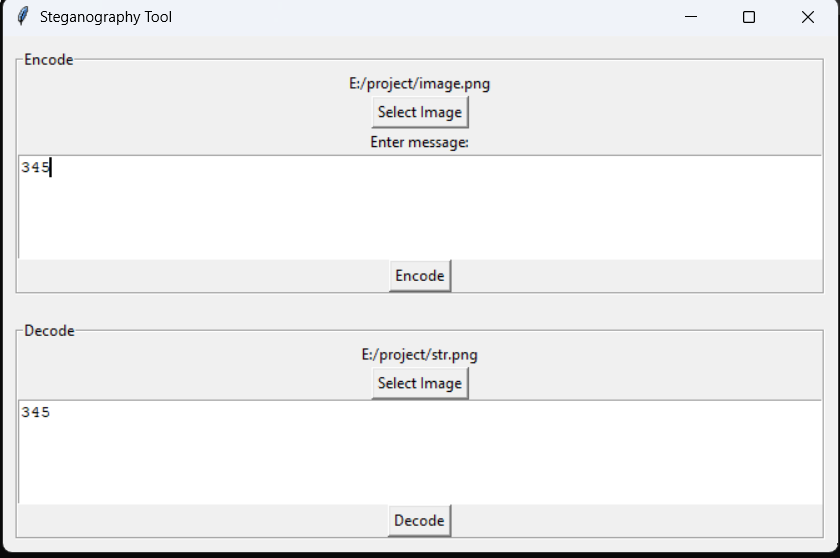 Steganography Tool
Encode
E:/project/image.png
Select Image
Enter message:
345
Encode
Decode
E:/project/str.png
Select Image
345
Decode